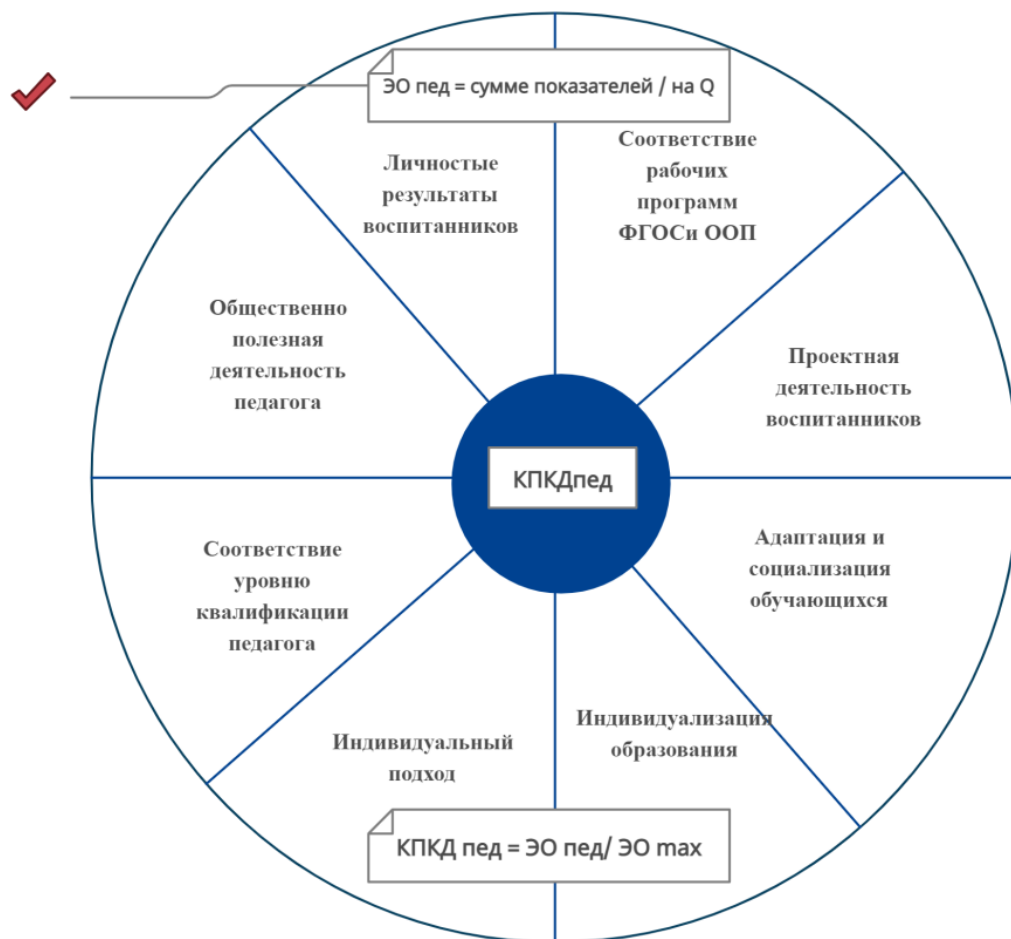 ЭО пед = сумме показателей / на Q
Личностые
результаты
воспитанников
Соответствие
рабочих
программ
ФГОСи ООП
Общественно
полезная
деятельность
педагога
Проектная
деятельность
воспитанников
КПКДпед
Соответствие
уровню
квалификации
педагога
Адаптация и
социализация
обучающихся
Индивидуальный
подход
Индивидуализация
образования
КПКД пед = ЭО пед/ ЭО max